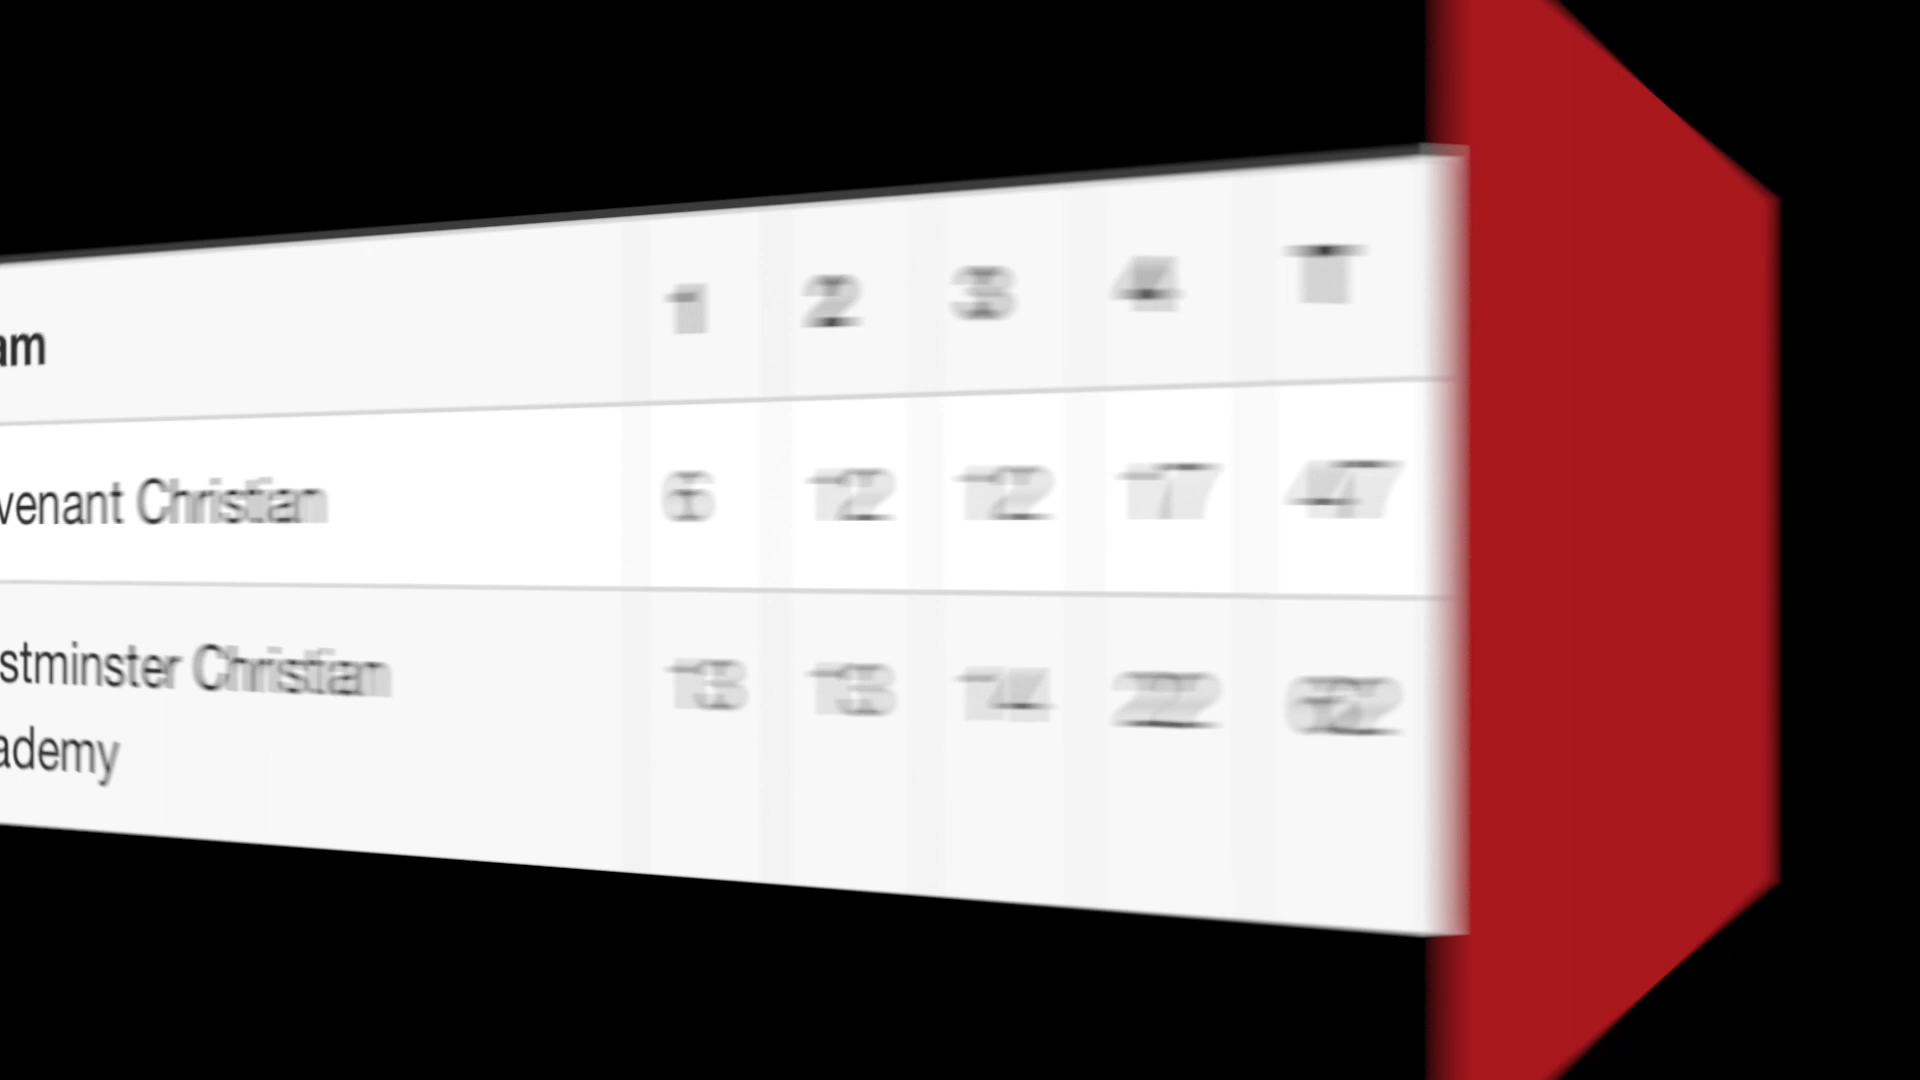 am 1 2 3 4 T
venant Christian 6 12 12 17 47
stminster Christian 13 13 14 22 62
ademy